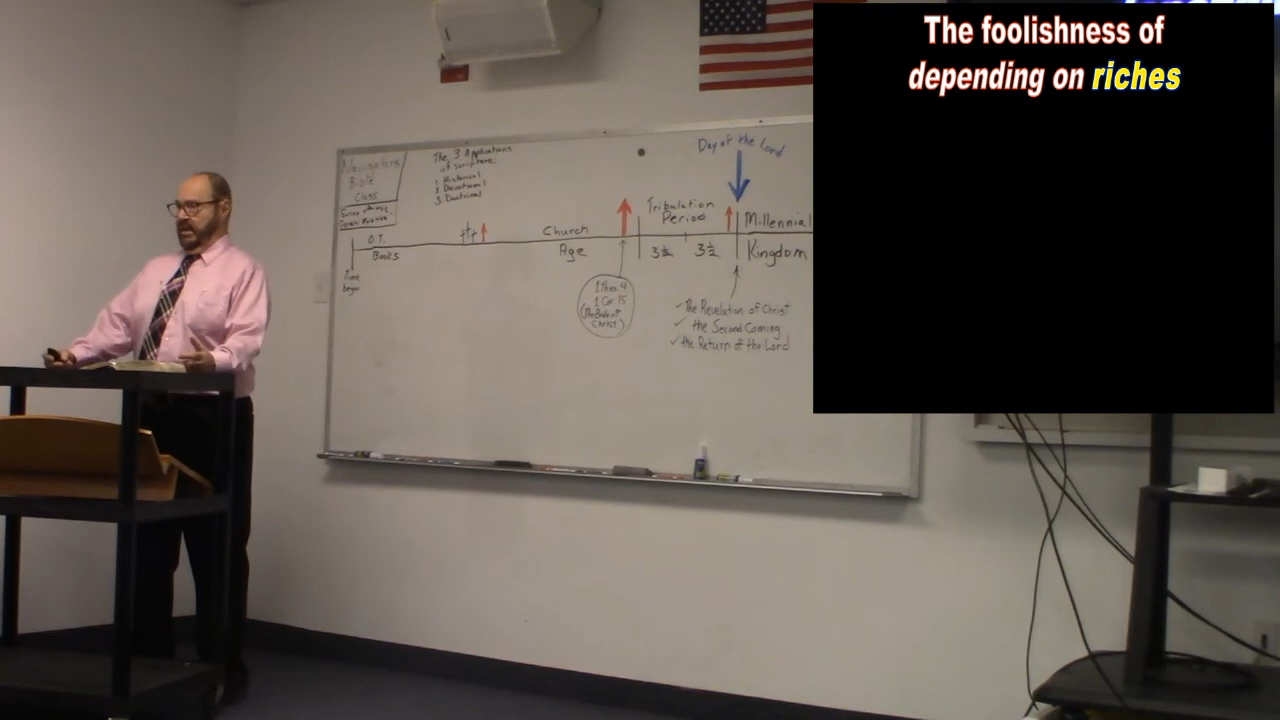 The foolishness of
depending on riches
Navigators
Bible
Class
The 3 Applications
of Scripture
1 Historical
2 Devotional
3 Doctrinal
Day of the Lord
Tribulation
Period
Millennial
Church
O.T.
Books
Age
3½
3½
Kingdom
Time
began
1 Thes. 4
1 Cor 15
(The Bride of
Christ)
✓ The Revelation of Christ
✓ the Second Coming
✓ the Return of the Lord